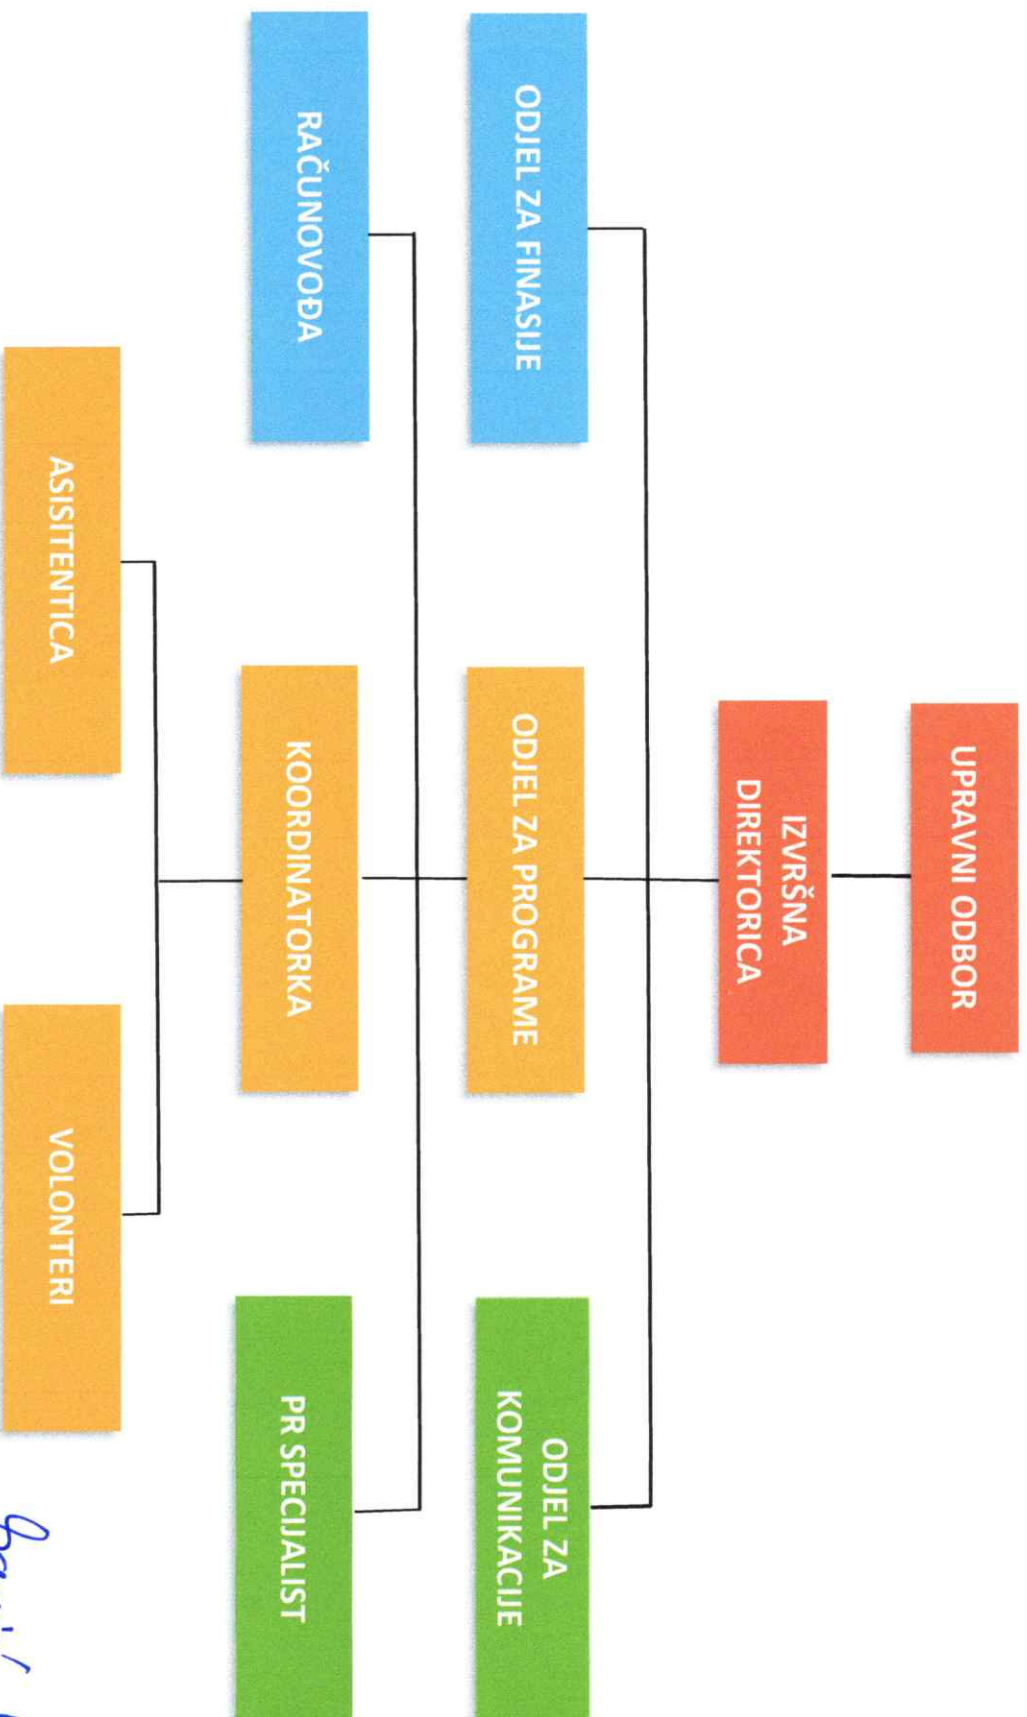 UPRAVNI ODBOR
IZVRŠNA
DIREKTORICA
ODJEL ZA FINASIJE
ODJEL ZA PROGRAME
ODJEL ZA
KOMUNIKACIJE
RAČUNOVOĐA
KOORDINATORKA
PR SPECIJALIST
ASISITENTICA
VOLONTERI